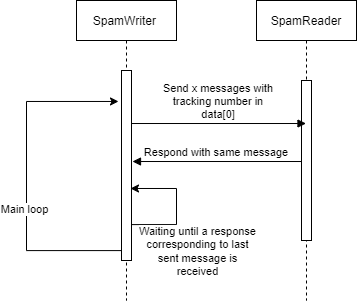 SpamWriter
SpamReader
Send x messages with
tracking number in
data[0]
Respond with same message
Main loop
Waiting until a response
corresponding to last
sent message is
received